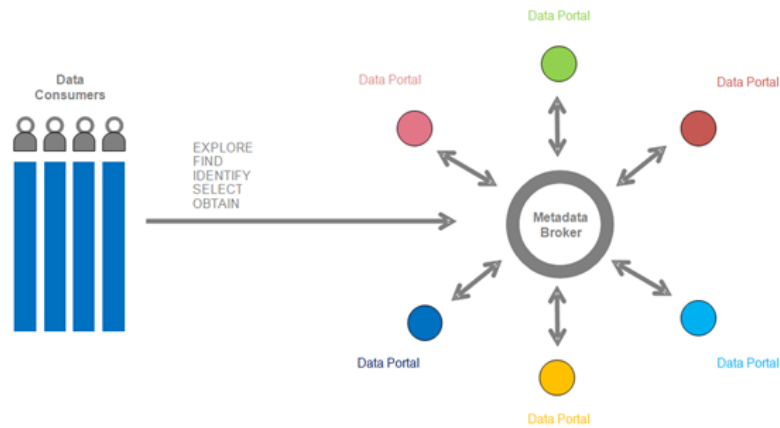 Data Portal
Data
Consumers
Data Portal
Data Portal
EXPLORE
FIND
IDENTIFY
SELECT
OBTAIN
Metadata
Broker
Data Portal
Data Portal
Data Portal